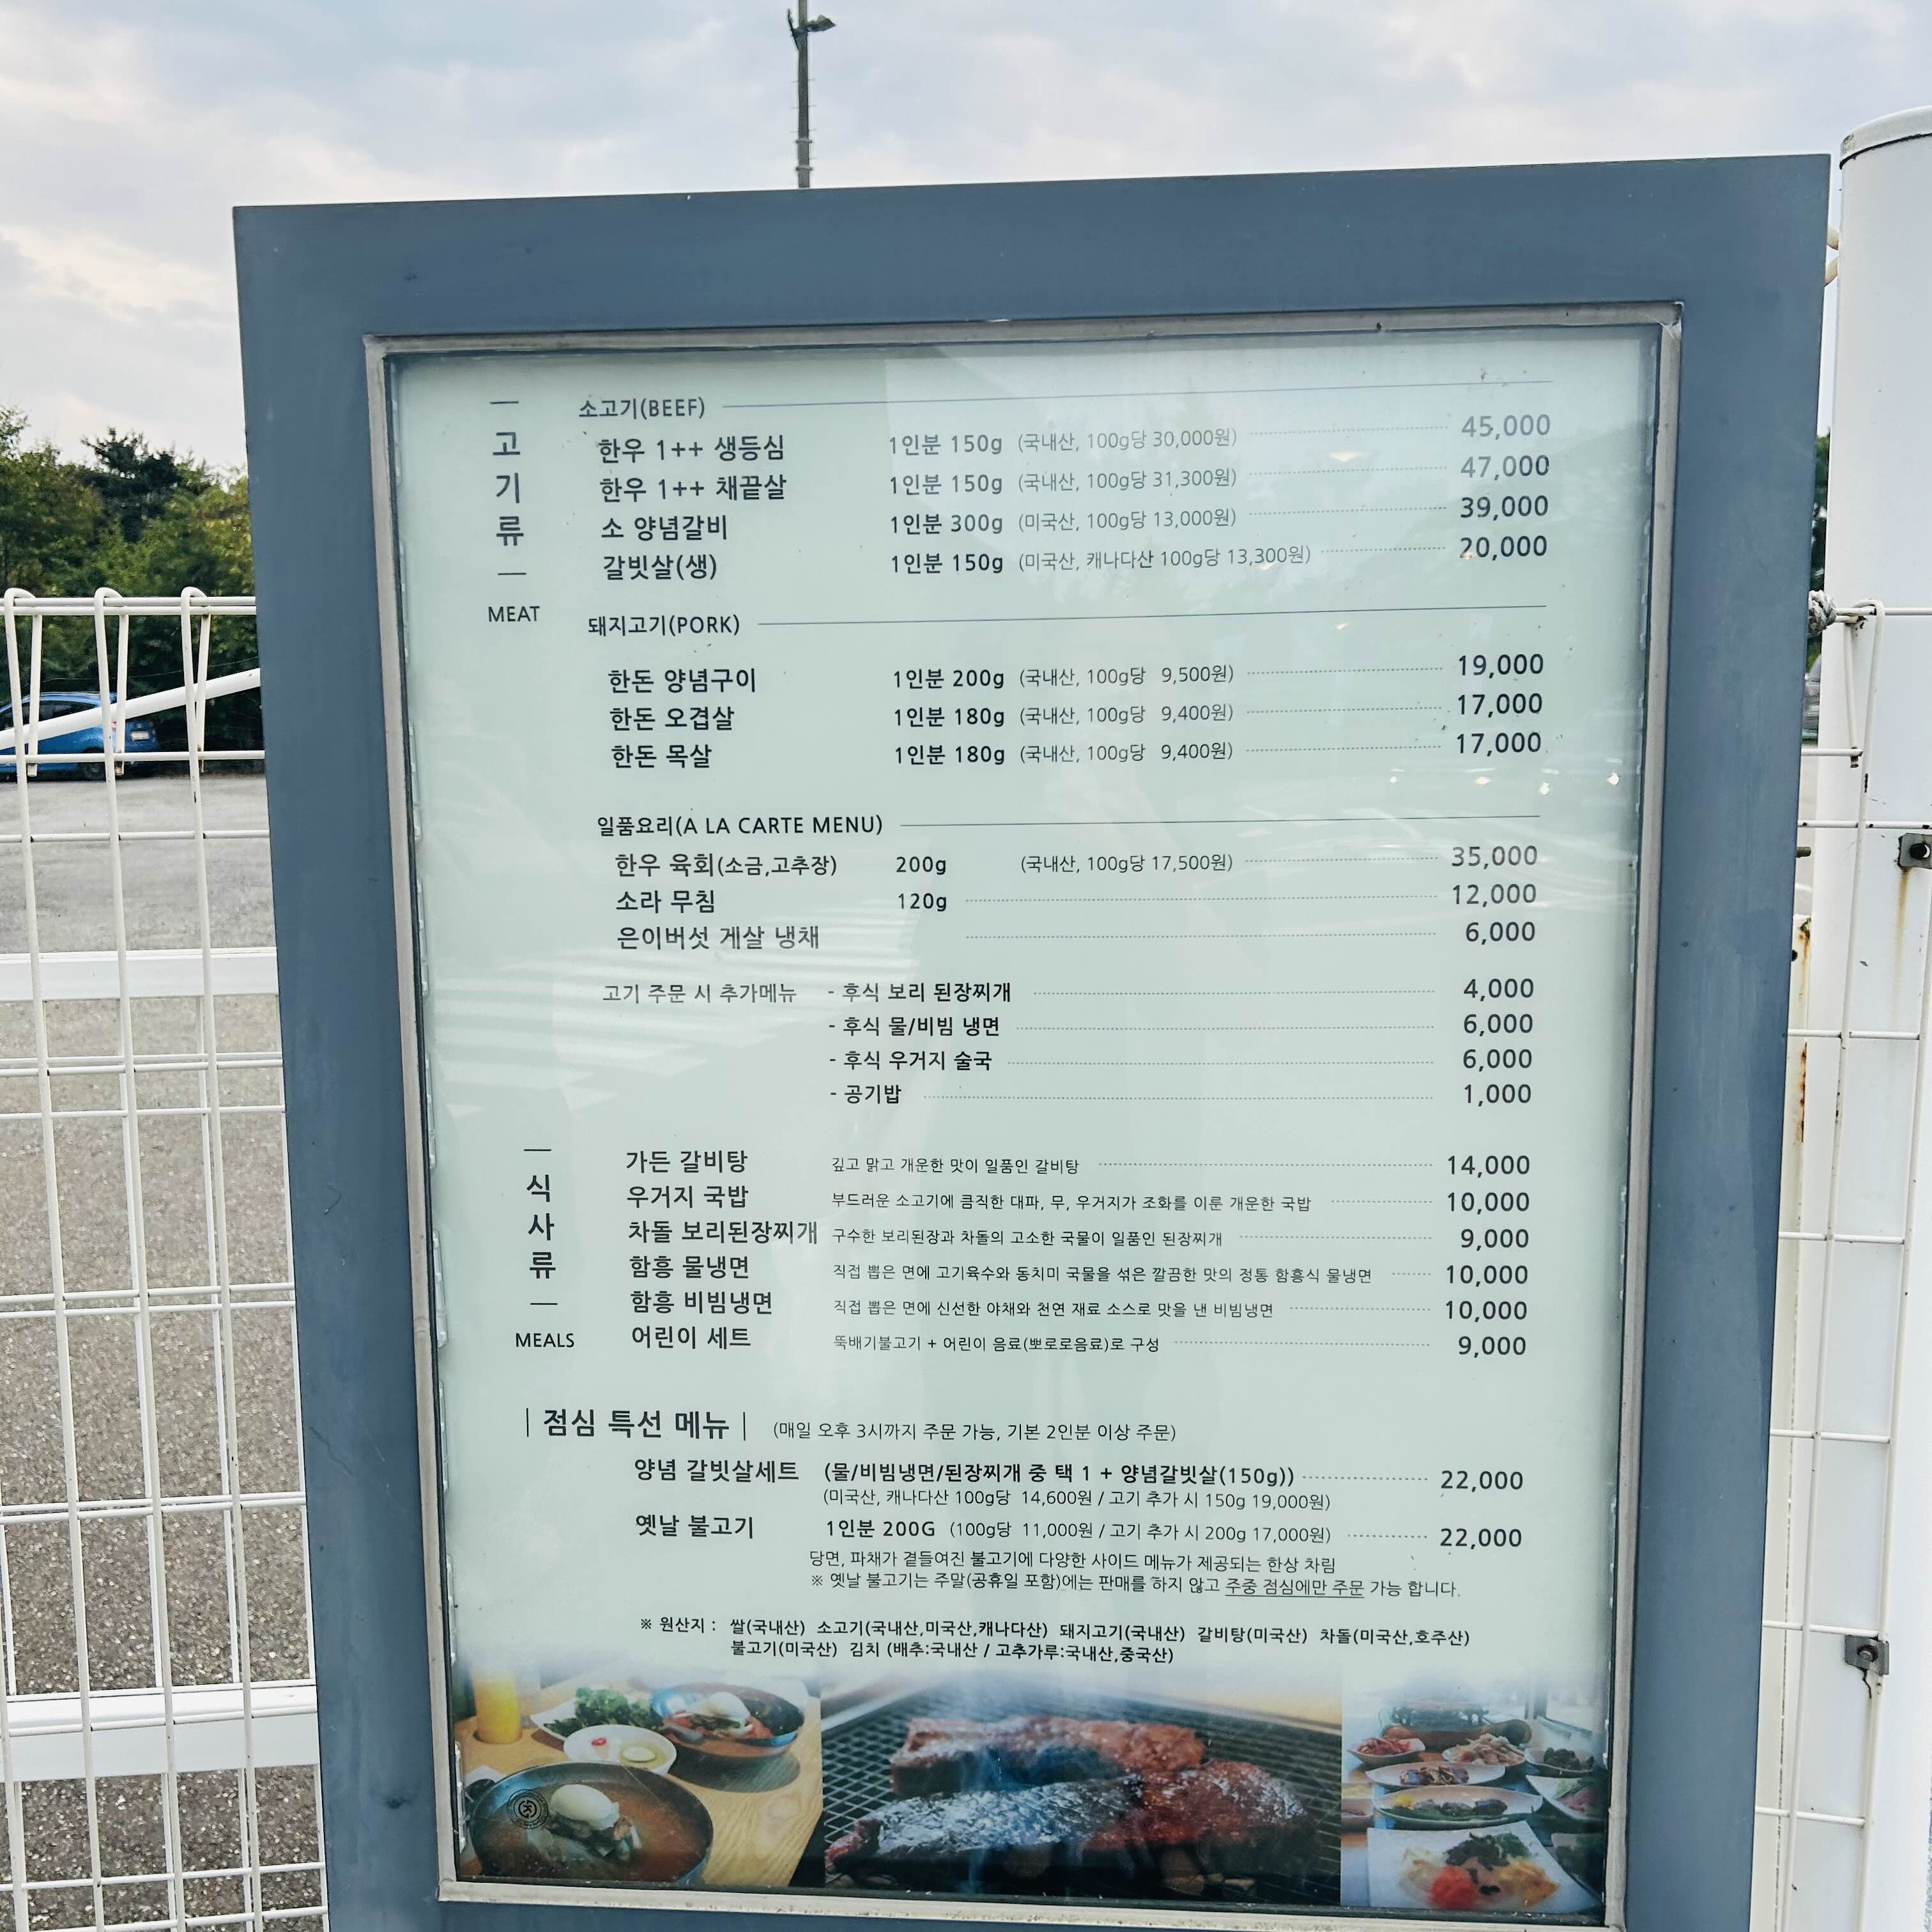 고
기
류
MEAT
소고기(BEEF)
한우 1++ 생등심 1인분 150g (국내산, 100g당 30,000원) 45,000
한우 1++ 채끝살 1인분 150g (국내산, 100g당 31,300원) 47,000
소 양념갈비 1인분 300g (미국산, 100g당 13,000원) 39,000
갈빗살(생) 1인분 150g (미국산, 캐나다산 100g당 13,300원) 20,000
돼지고기(PORK)
한돈 양념구이 1인분 200g (국내산, 100g당 9,500원) 19,000
한돈 오겹살 1인분 180g (국내산, 100g당 9,400원) 17,000
한돈 목살 1인분 180g (국내산, 100g당 9,400원) 17,000
일품요리(A LA CARTE MENU)
한우 육회(소금,고추장) 200g (국내산, 100g당 17,500원) 35,000
소라 무침 120g 12,000
은이버섯 게살 냉채 6,000
고기 주문 시 추가메뉴 - 후식 보리 된장찌개 4,000
- 후식 물/비빔 냉면 6,000
- 후식 우거지 술국 6,000
- 공기밥 1,000
식
사
류
MEALS
가든 갈비탕 깊고 맑고 개운한 맛이 일품인 갈비탕 14,000
우거지 국밥 부드러운 소고기에 큼직한 대파, 무, 우거지가 조화를 이룬 개운한 국밥 10,000
차돌 보리된장찌개 구수한 보리된장과 차돌의 고소한 국물이 일품인 된장찌개 9,000
함흥 물냉면 직접 뽑은 면에 고기육수와 동치미 국물을 섞은 깔끔한 맛의 정통 함흥식 물냉면 10,000
함흥 비빔냉면 직접 뽑은 면에 신선한 야채와 천연 재료 소스로 맛을 낸 비빔냉면 10,000
어린이 세트 뚝배기불고기 + 어린이 음료(뽀로로음료)로 구성 9,000
| 점심 특선 메뉴 | (매일 오후 3시까지 주문 가능, 기본 2인분 이상 주문)
양념 갈빗살세트 (물/비빔냉면/된장찌개 중 택 1 + 양념갈빗살(150g)) 22,000
(미국산, 캐나다산 100g당 14,600원 / 고기 추가 시 150g 19,000원)
옛날 불고기 1인분 200G (100g당 11,000원 / 고기 추가 시 200g 17,000원) 22,000
당면, 파채가 곁들여진 불고기에 다양한 사이드 메뉴가 제공되는 한상 차림
※ 옛날 불고기는 주말(공휴일 포함)에는 판매를 하지 않고 주중 점심에만 주문 가능 합니다.
※ 원산지 : 쌀(국내산) 소고기(국내산,미국산,캐나다산) 돼지고기(국내산) 갈비탕(미국산) 차돌(미국산,호주산)
불고기(미국산) 김치 (배추:국내산 / 고추가루:국내산,중국산)